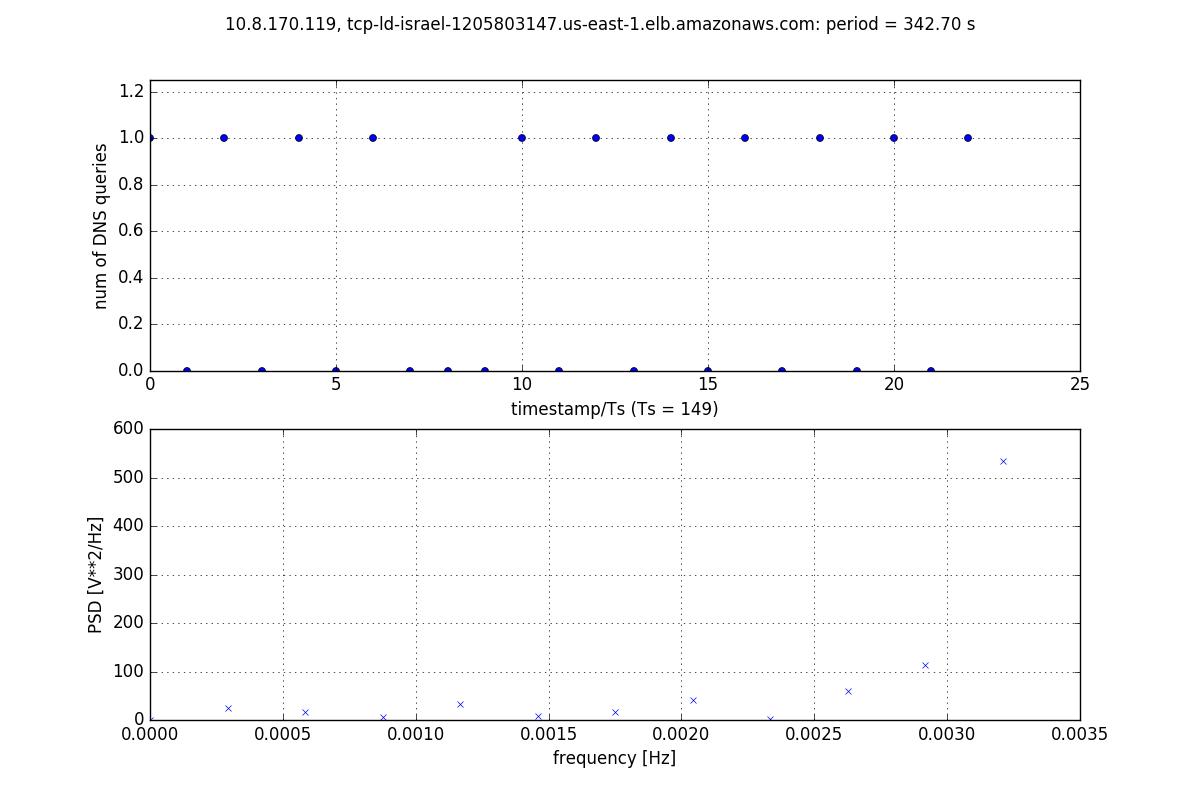 10.8.170.119, tcp-ld-israel-1205803147.us-east-1.elb.amazonaws.com: period = 342.70 s
num of DNS queries
1.2
1.0
0.8
0.6
0.4
0.2
0.0
0 5 10 15 20 25
timestamp/Ts (Ts = 149)
PSD [V**2/Hz]
600
500
400
300
200
100
0
0.0000 0.0005 0.0010 0.0015 0.0020 0.0025 0.0030 0.0035
frequency [Hz]